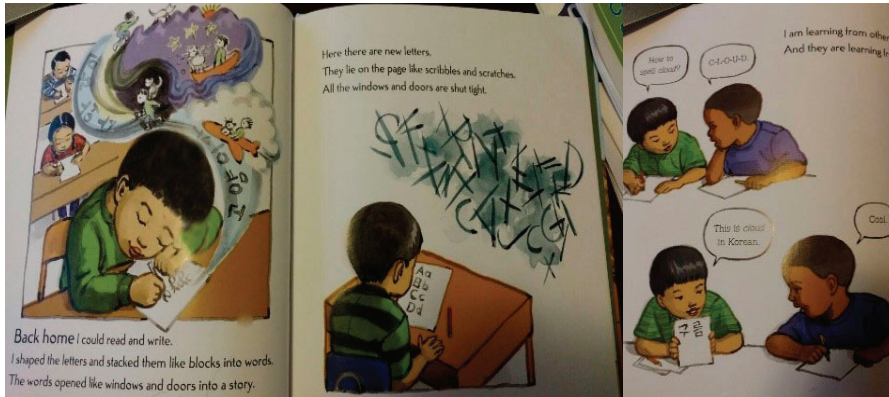 Back home I could read and write.
I shaped the letters and stacked them like blocks into words.
The words opened like windows and doors into a story.
Here there are new letters.
They lie on the page like scribbles and scratches.
All the windows and doors are shut tight.
Aa
Bb
Cc
Dd
I am learning from other
And they are learning
How to
spell cloud?
C-L-O-U-D.
This is cloud
in Korean.
Cool.
구름